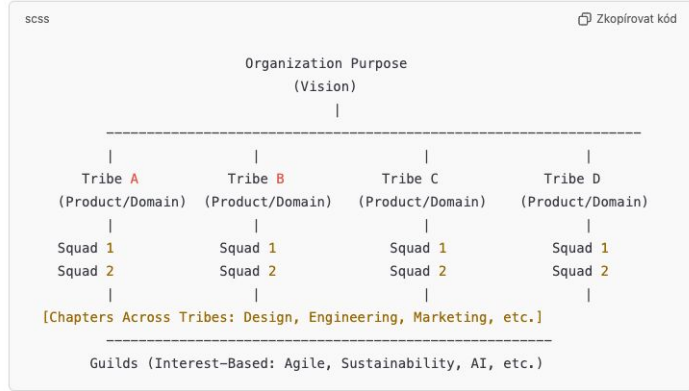 scss Zkopírovat kód
Organization Purpose
(Vision)
|
------------------------------------------------------------------
| | | |
Tribe A Tribe B Tribe C Tribe D
(Product/Domain) (Product/Domain) (Product/Domain) (Product/Domain)
| | | |
Squad 1 Squad 1 Squad 1 Squad 1
Squad 2 Squad 2 Squad 2 Squad 2
| | | |
[Chapters Across Tribes: Design, Engineering, Marketing, etc.]
-------------------------------------------------------
Guilds (Interest-Based: Agile, Sustainability, AI, etc.)